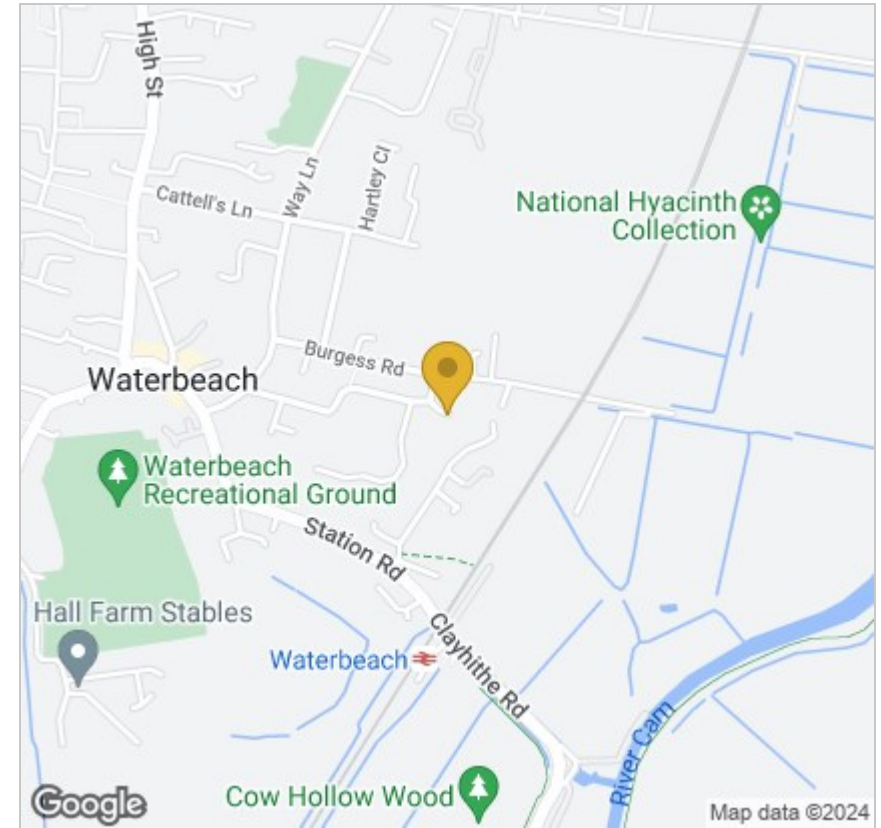 High St
Cattell's Ln
Way Ln
Hartley Cl
National Hyacinth
Collection
Burgess Rd
Waterbeach
Waterbeach
Recreational Ground
Station Rd
Hall Farm Stables
Clayhithe Rd
Waterbeach
River Cam
Cow Hollow Wood
Google
Map data ©2024